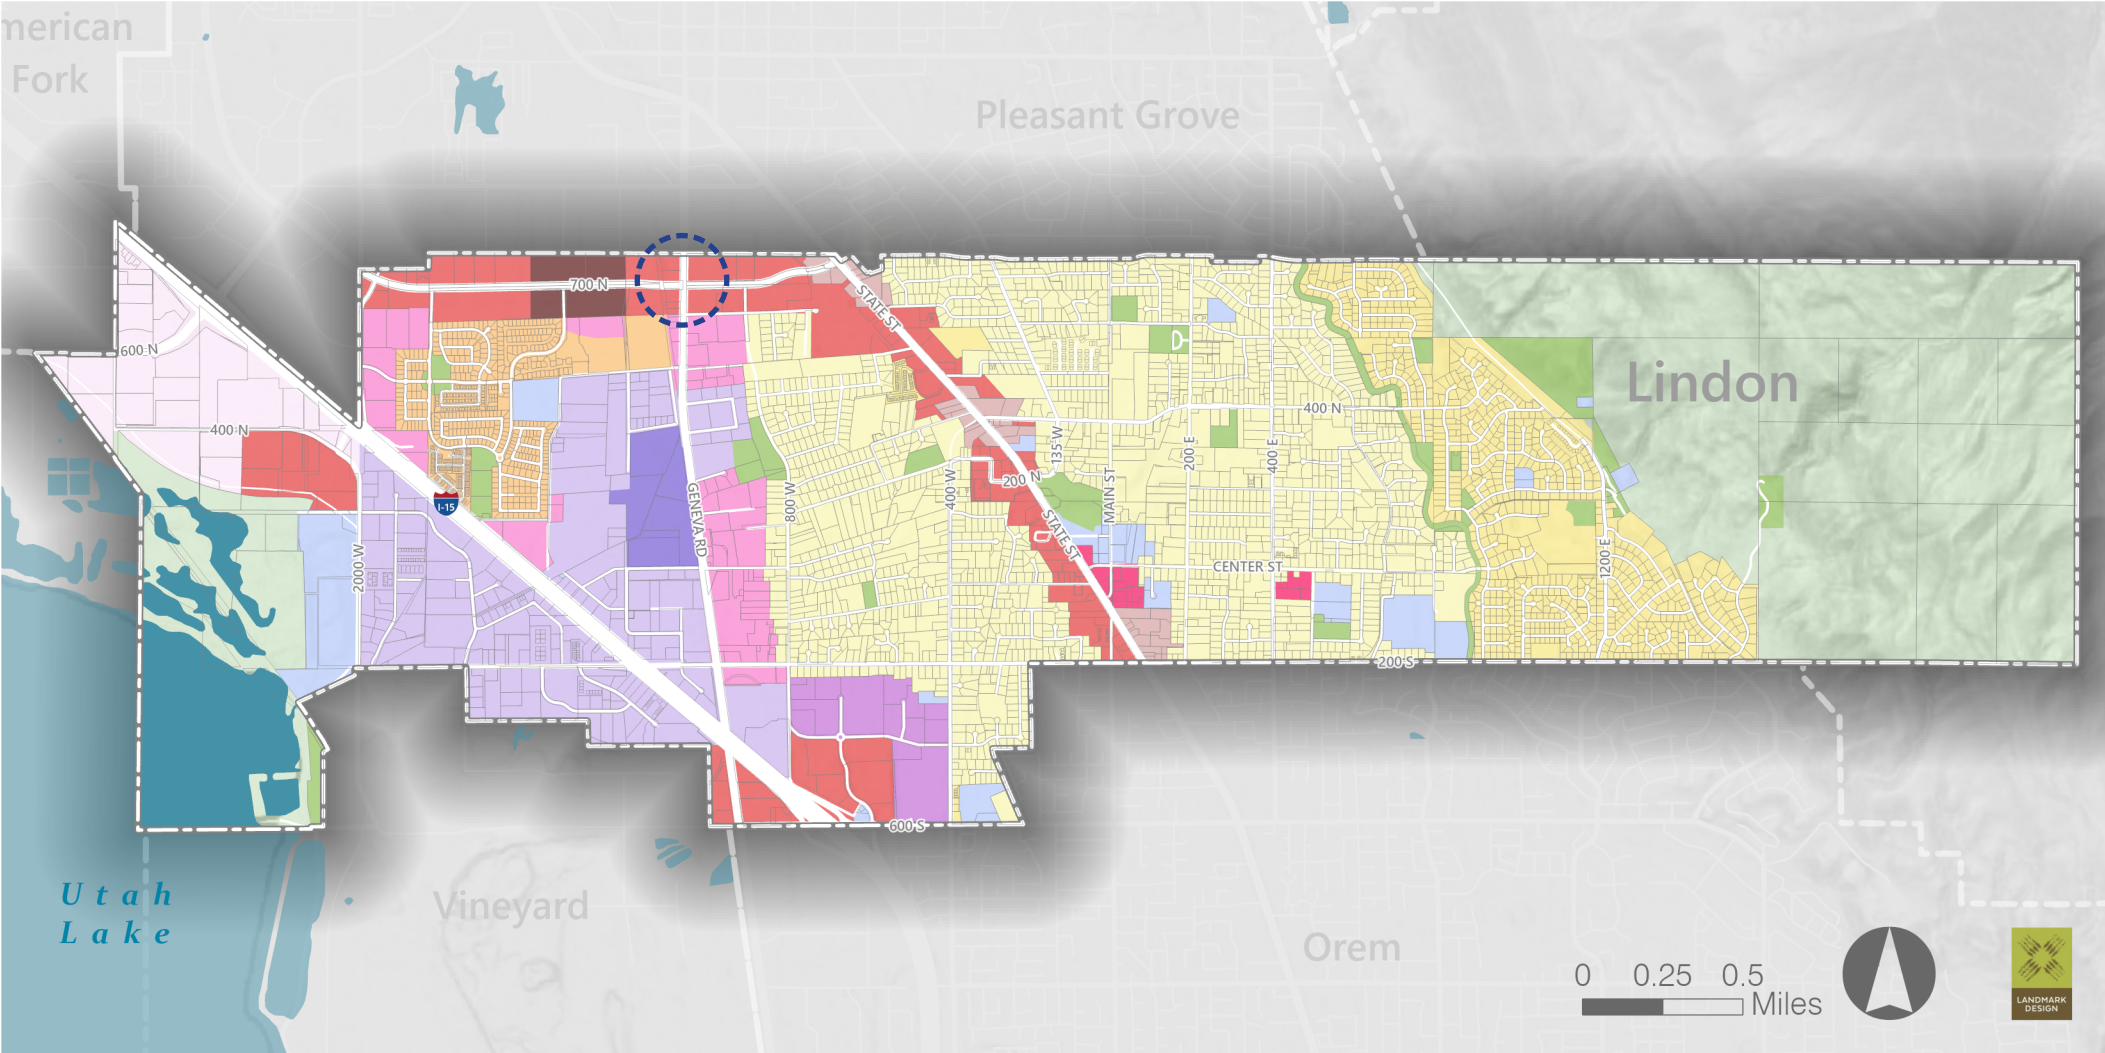 merican
Fork
Pleasant Grove
700 N
STATE ST
600 N
Lindon
400 N
400 N
135 W
200 E
400 E
200 N
MAIN ST
400 W
800 W
GENEVA RD
I-15
STATE ST
2000 W
CENTER ST
1200 E
200 S
600 S
Utah
Lake
Vineyard
Orem
0 0.25 0.5
Miles
LANDMARK
DESIGN